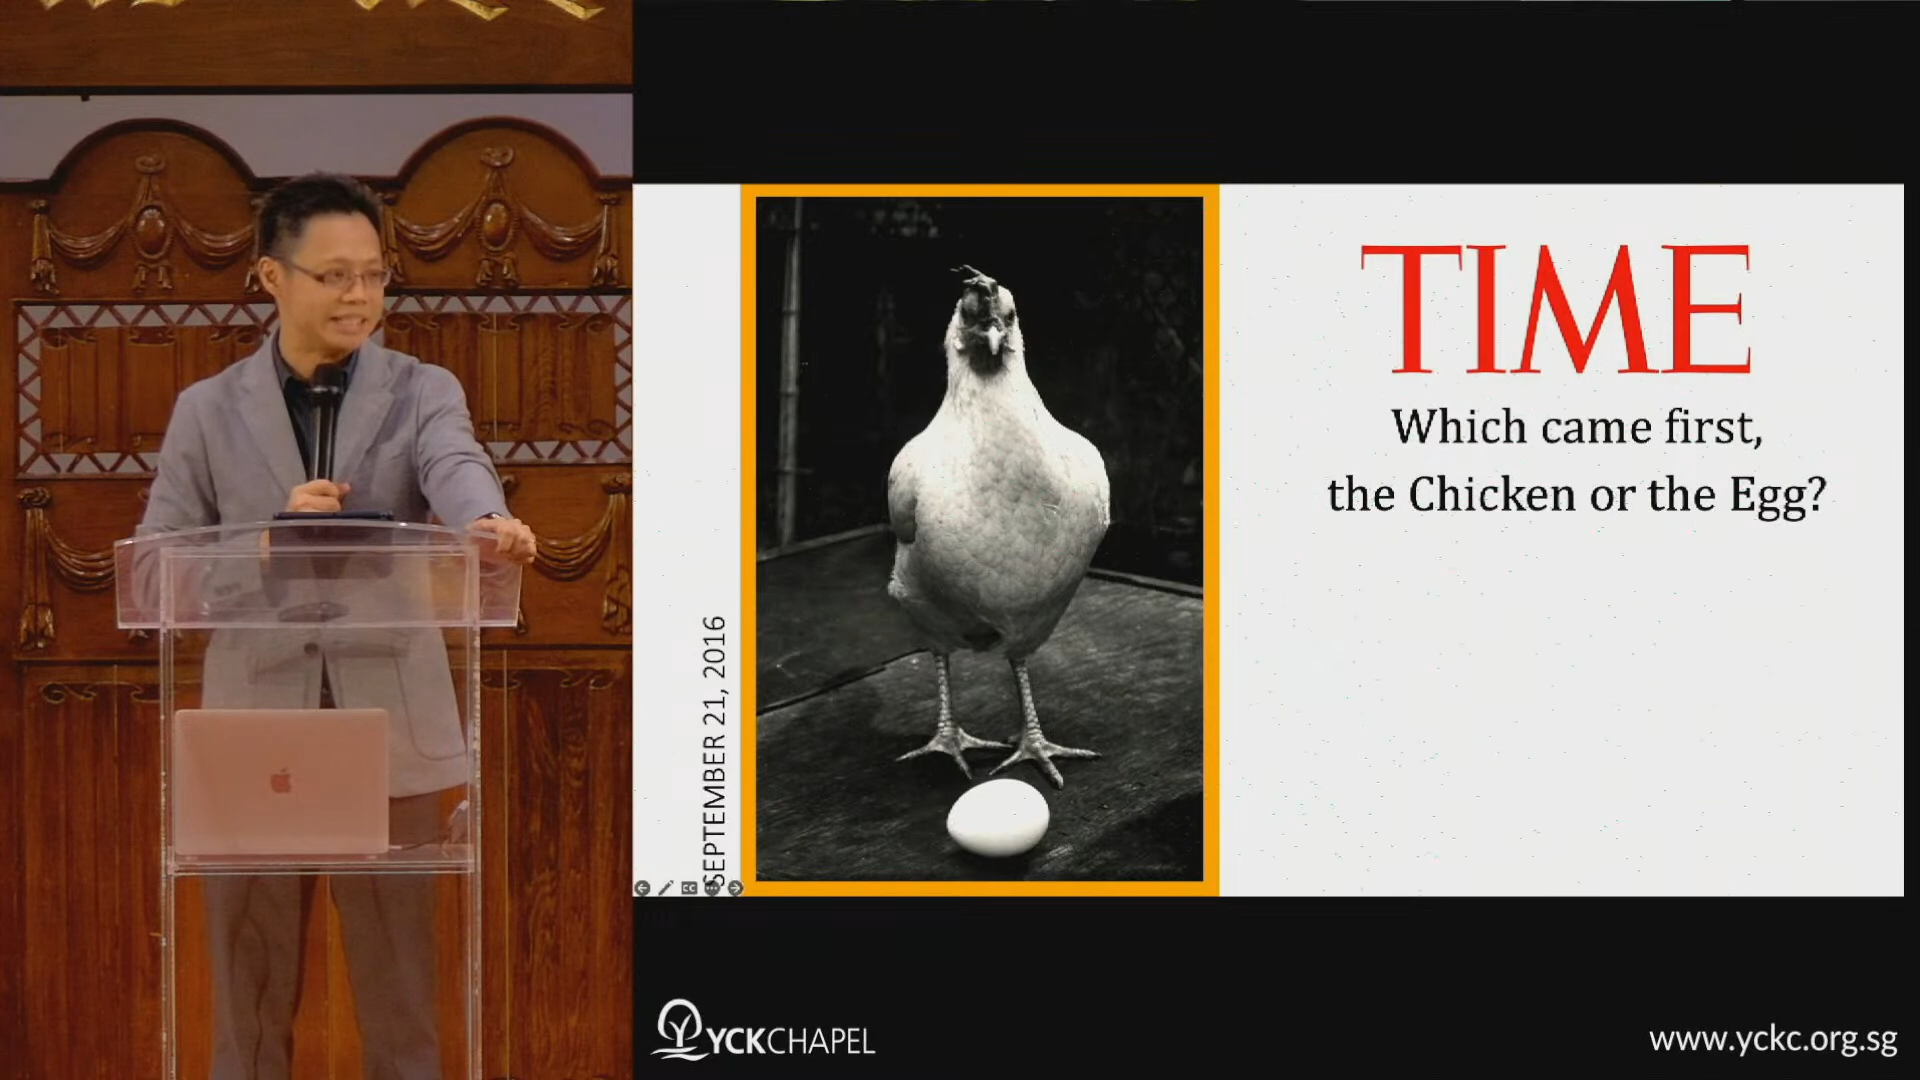 SEPTEMBER 21, 2016
TIME
Which came first,
the Chicken or the Egg?
YCKCHAPEL
www.yckc.org.sg